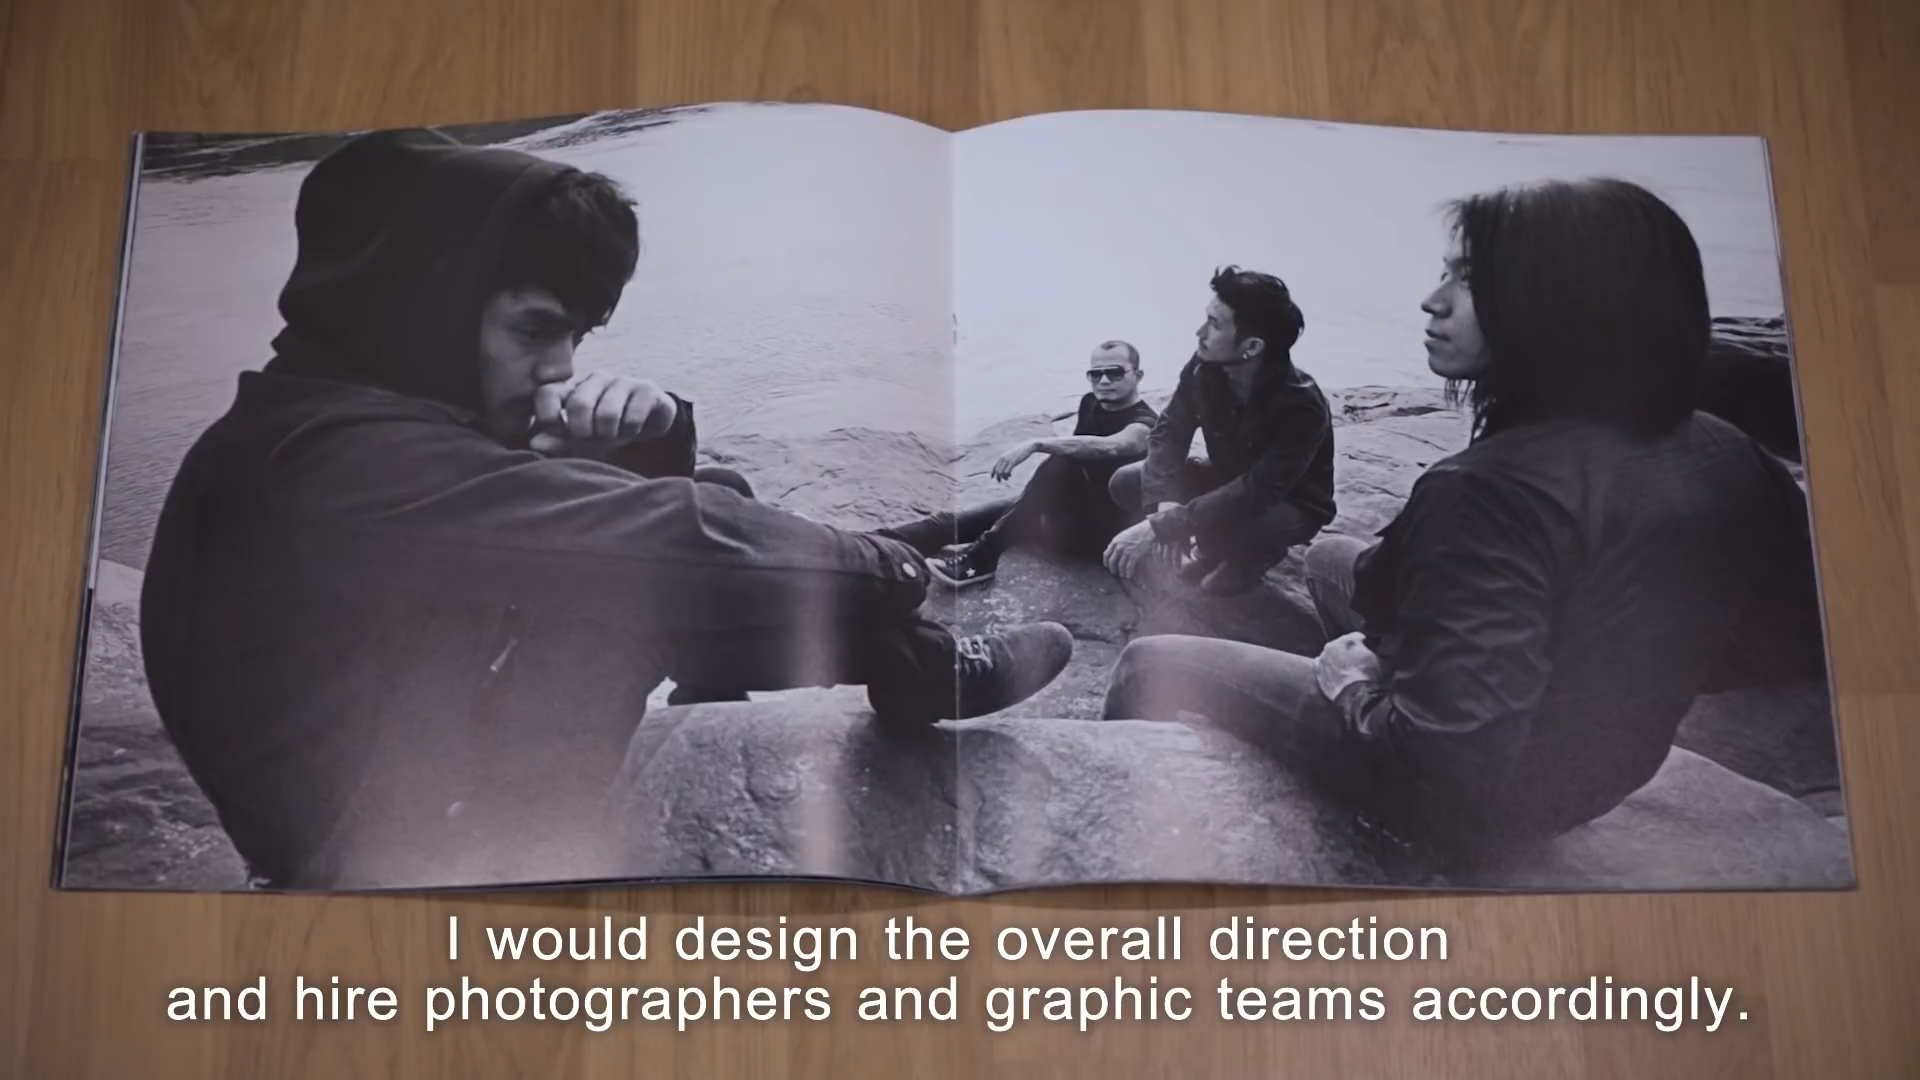 I would design the overall direction
and hire photographers and graphic teams accordingly.